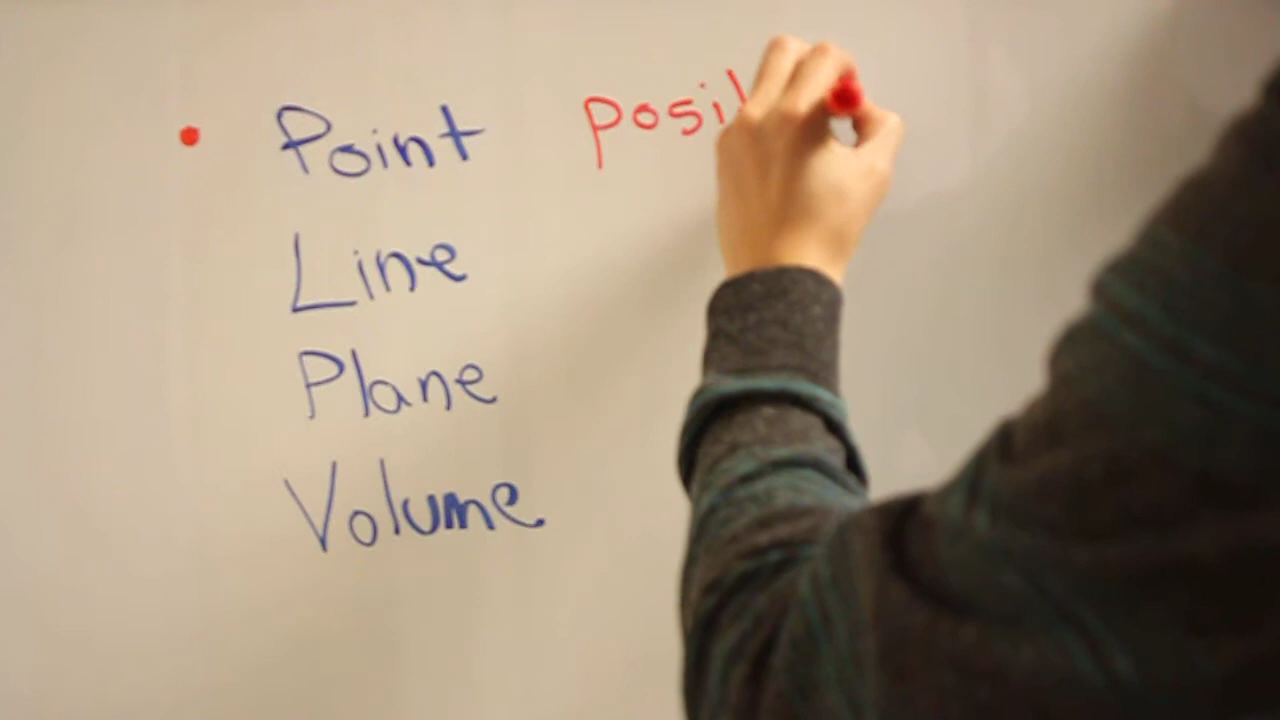 • Point posi
Line
Plane
Volume